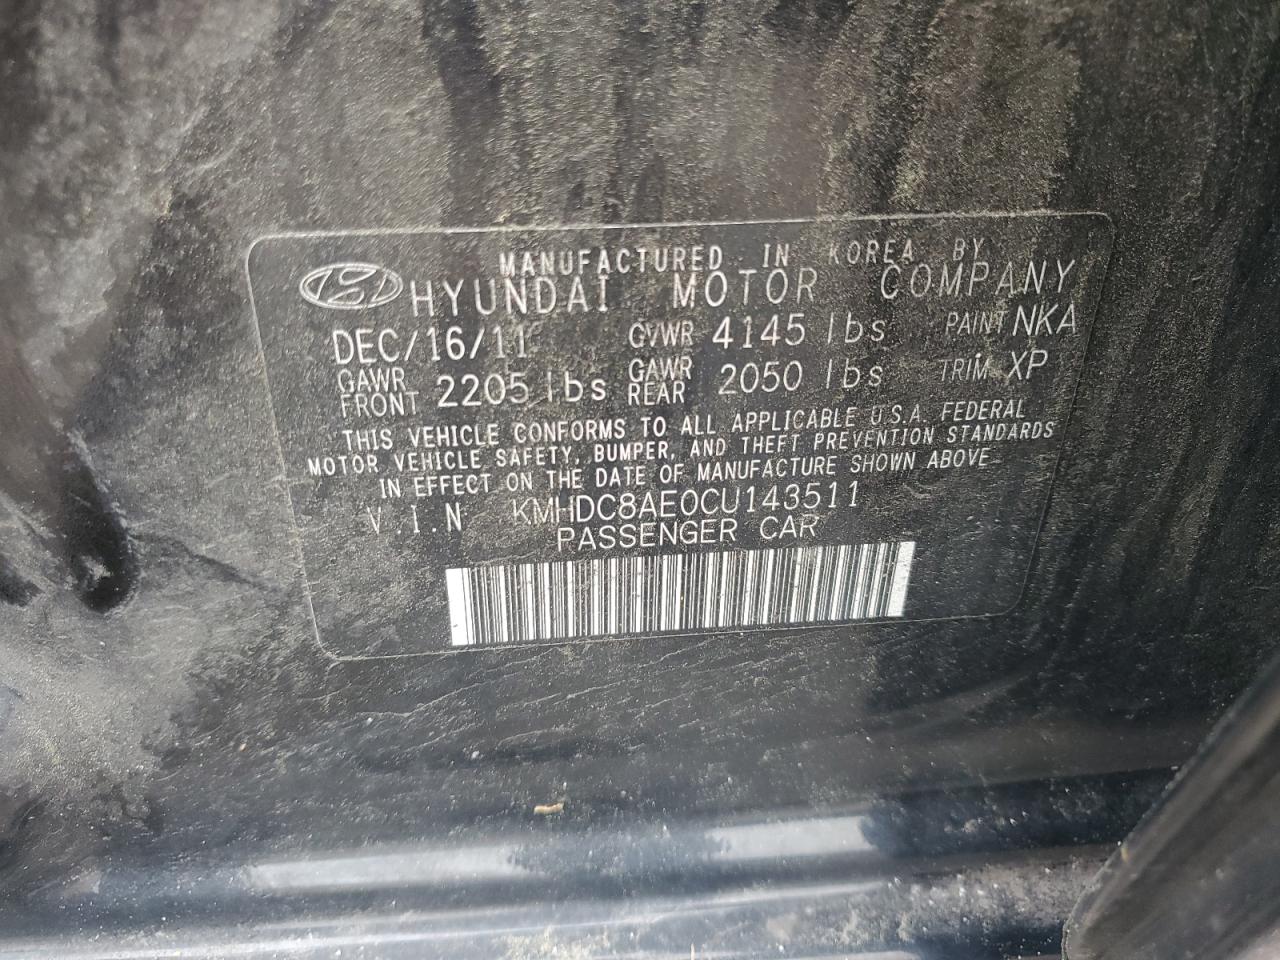 MANUFACTURED IN KOREA BY
HYUNDAI MOTOR COMPANY
DEC/16/11 GVWR 4145 lbs PAINT NKA
GAWR FRONT 2205 lbs GAWR REAR 2050 lbs TRIM XP
THIS VEHICLE CONFORMS TO ALL APPLICABLE U.S.A. FEDERAL
MOTOR VEHICLE SAFETY, BUMPER, AND THEFT PREVENTION STANDARDS
IN EFFECT ON THE DATE OF MANUFACTURE SHOWN ABOVE
V.I.N KMHDC8AE0CU143511
PASSENGER CAR